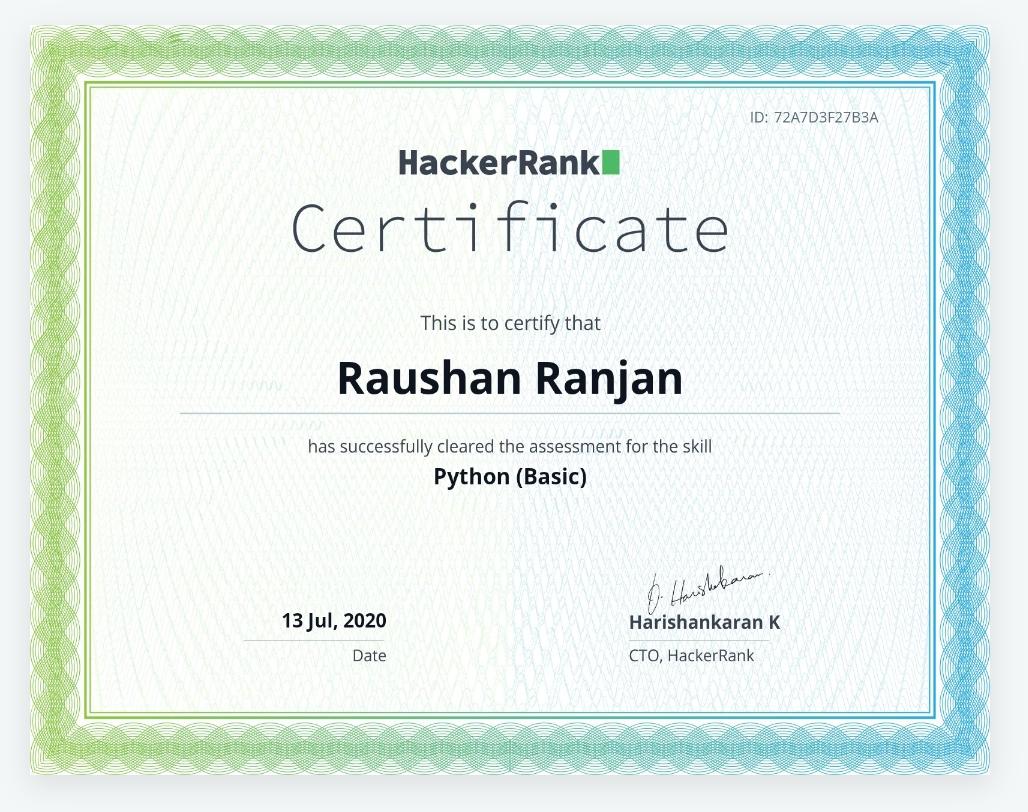 ID: 72A7D3F27B3A
HackerRank
Certificate
This is to certify that
Raushan Ranjan
has successfully cleared the assessment for the skill
Python (Basic)
D. Harishankaran
13 Jul, 2020
Harishankaran K
Date
CTO, HackerRank